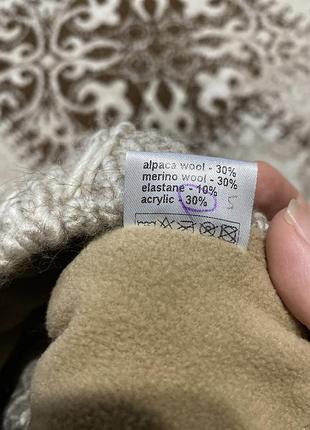 alpaca wool - 30%
merino wool - 30%
elastane - 10%
acrylic - 30%